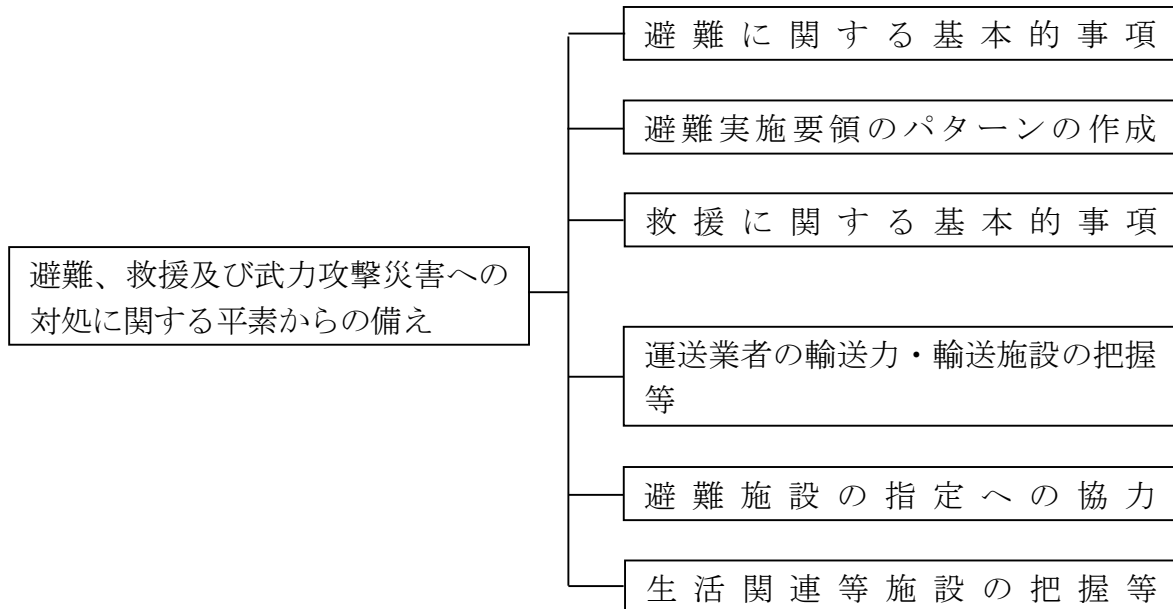 避難、救援及び武力攻撃災害への
対処に関する平素からの備え
避難に関する基本的事項
避難実施要領のパターンの作成
救援に関する基本的事項
運送業者の輸送力・輸送施設の把握
等
避難施設の指定への協力
生活関連等施設の把握等